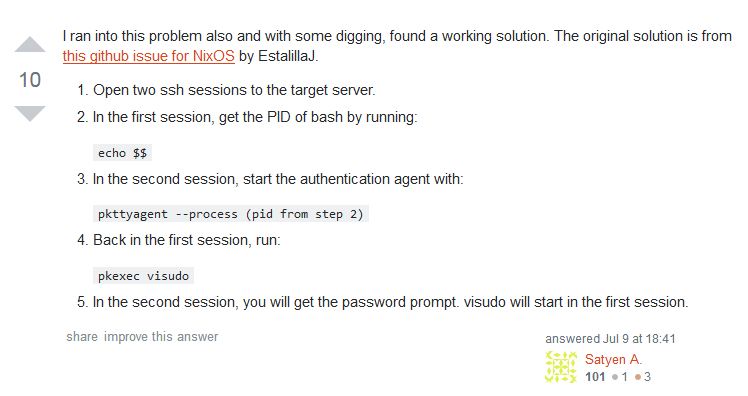 I ran into this problem also and with some digging, found a working solution. The original solution is from
this github issue for NixOS by EstalillaJ.
10
1. Open two ssh sessions to the target server.
2. In the first session, get the PID of bash by running:
echo $$
3. In the second session, start the authentication agent with:
pkttyagent --process (pid from step 2)
4. Back in the first session, run:
pkexec visudo
5. In the second session, you will get the password prompt. visudo will start in the first session.
share improve this answer
answered Jul 9 at 18:41
Satyen A.
101 ●1 ●3